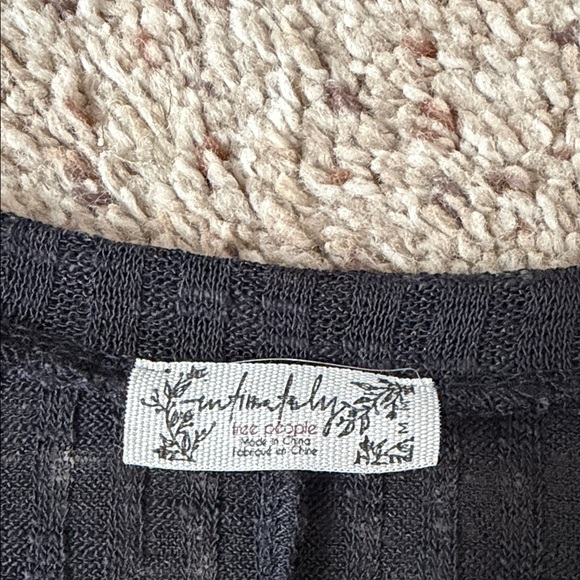 intimately
free people
Made in China
Fabriqué en Chine
M